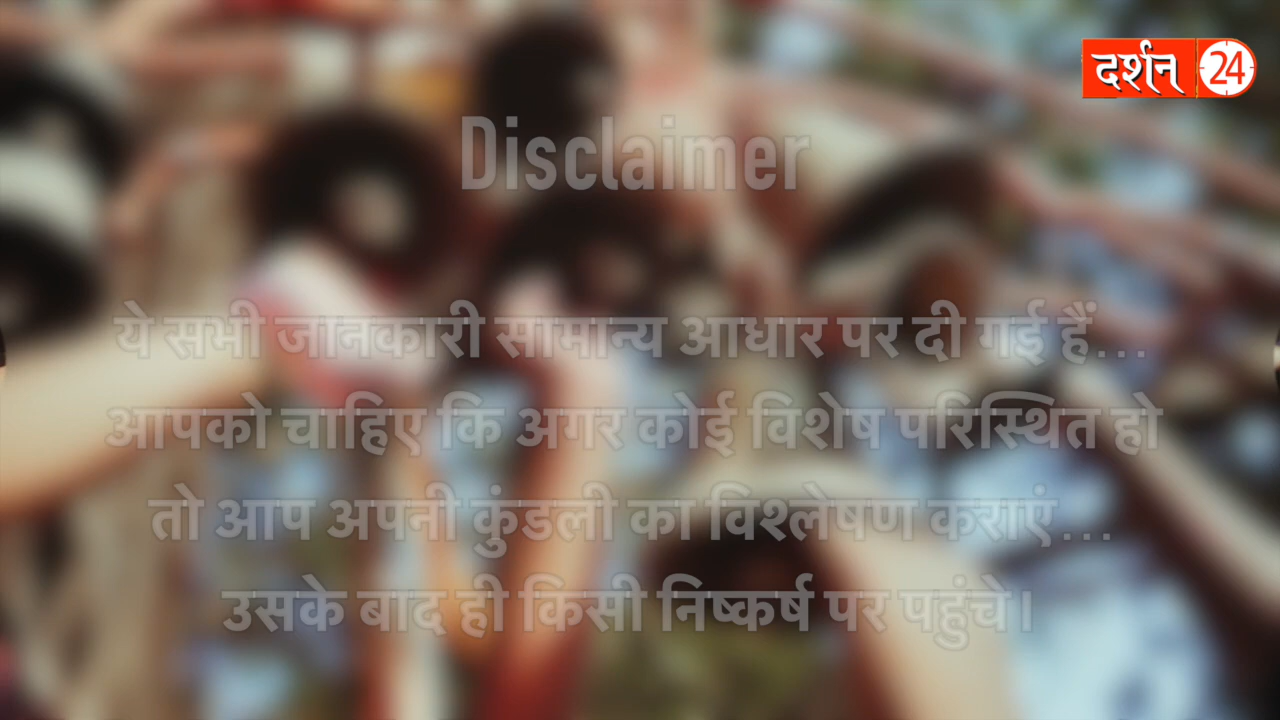 दर्शन 24
Disclaimer
ये सभी जानकारी सामान्य आधार पर दी गई हैं...
आपको चाहिए कि अगर कोई विशेष परिस्थिति हो
तो आप अपनी कुंडली का विश्लेषण कराएं...
उसके बाद ही किसी निष्कर्ष पर पहुंचे।